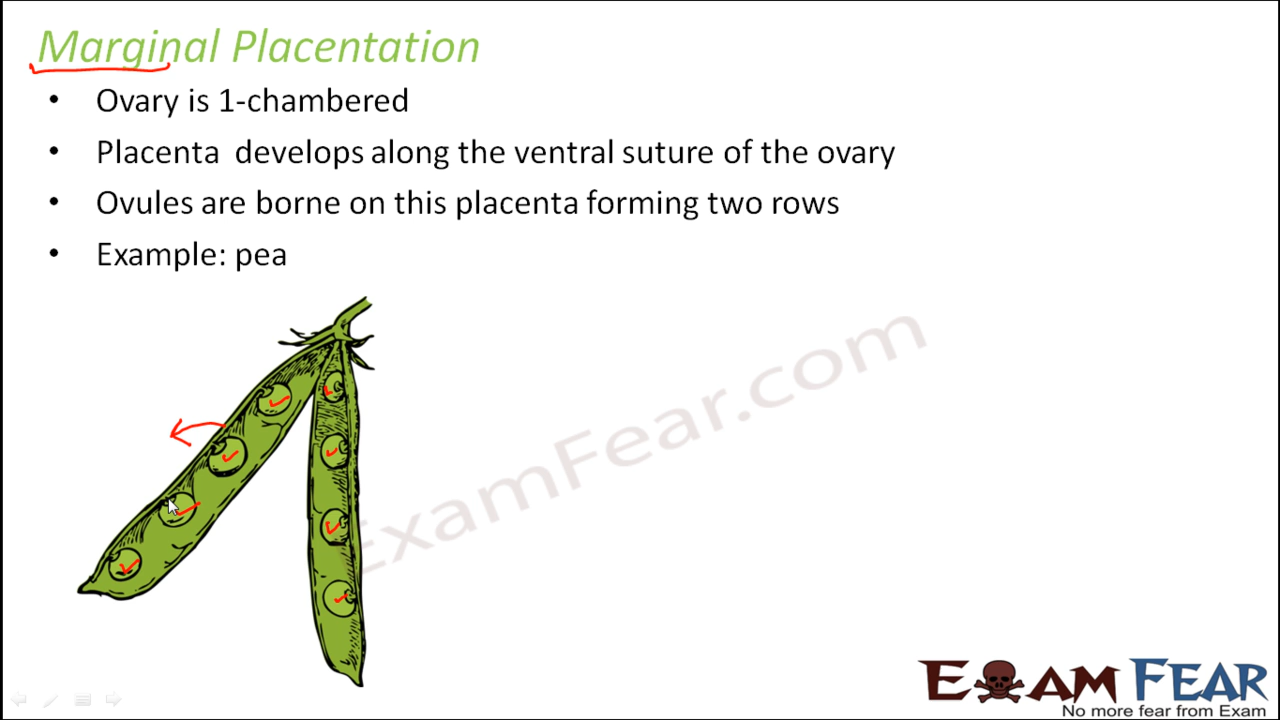 Marginal Placentation
• Ovary is 1-chambered
• Placenta develops along the ventral suture of the ovary
• Ovules are borne on this placenta forming two rows
• Example: pea
ExamFear.com
EXAM FEAR
No more fear from Exam